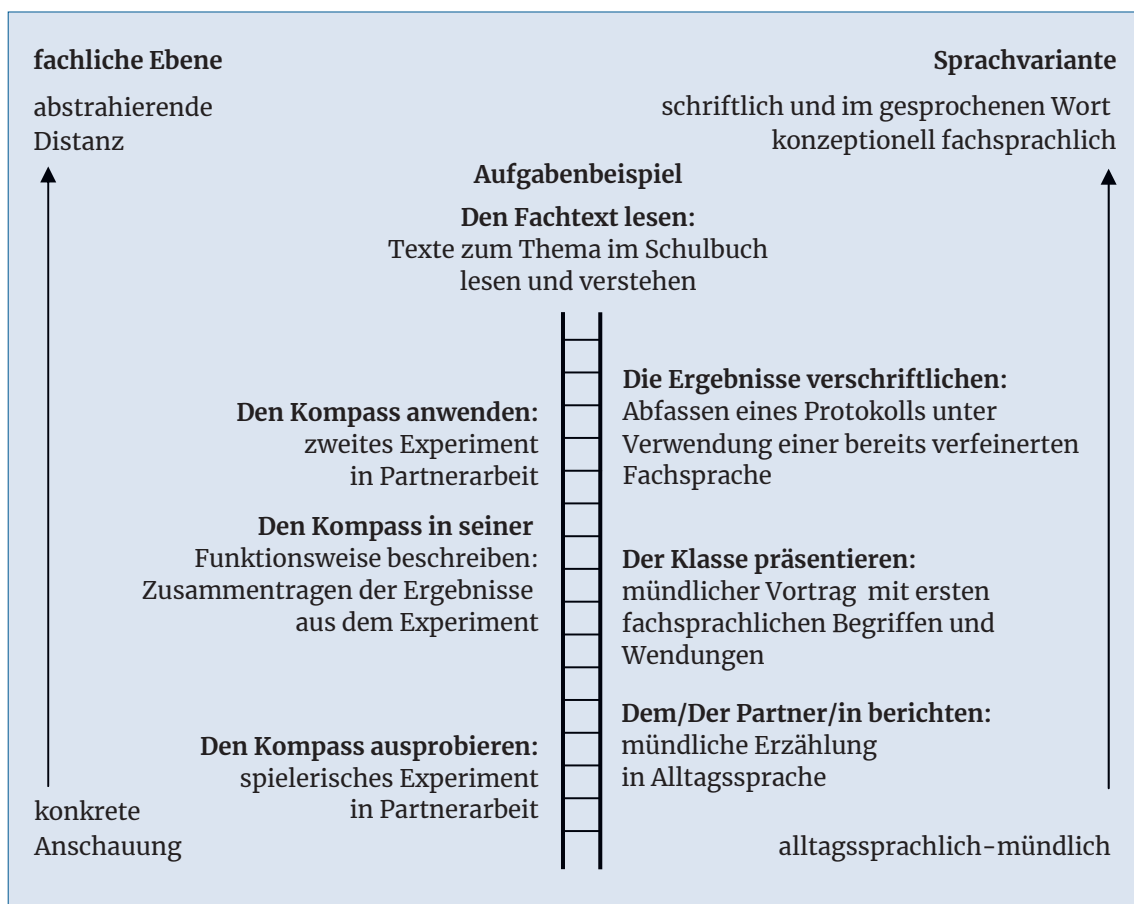 fachliche Ebene
abstrahierende
Distanz
Sprachvariante
schriftlich und im gesprochenen Wort
konzeptionell fachsprachlich
Aufgabenbeispiel
Den Fachtext lesen:
Texte zum Thema im Schulbuch
lesen und verstehen
Die Ergebnisse verschriftlichen:
Abfassen eines Protokolls unter
Verwendung einer bereits verfeinerten
Fachsprache
Den Kompass anwenden:
zweites Experiment
in Partnerarbeit
Den Kompass in seiner
Funktionsweise beschreiben:
Zusammentragen der Ergebnisse
aus dem Experiment
Der Klasse präsentieren:
mündlicher Vortrag mit ersten
fachsprachlichen Begriffen und
Wendungen
Dem/Der Partner/in berichten:
mündliche Erzählung
in Alltagssprache
Den Kompass ausprobieren:
spielerisches Experiment
in Partnerarbeit
konkrete
Anschauung
alltagssprachlich-mündlich